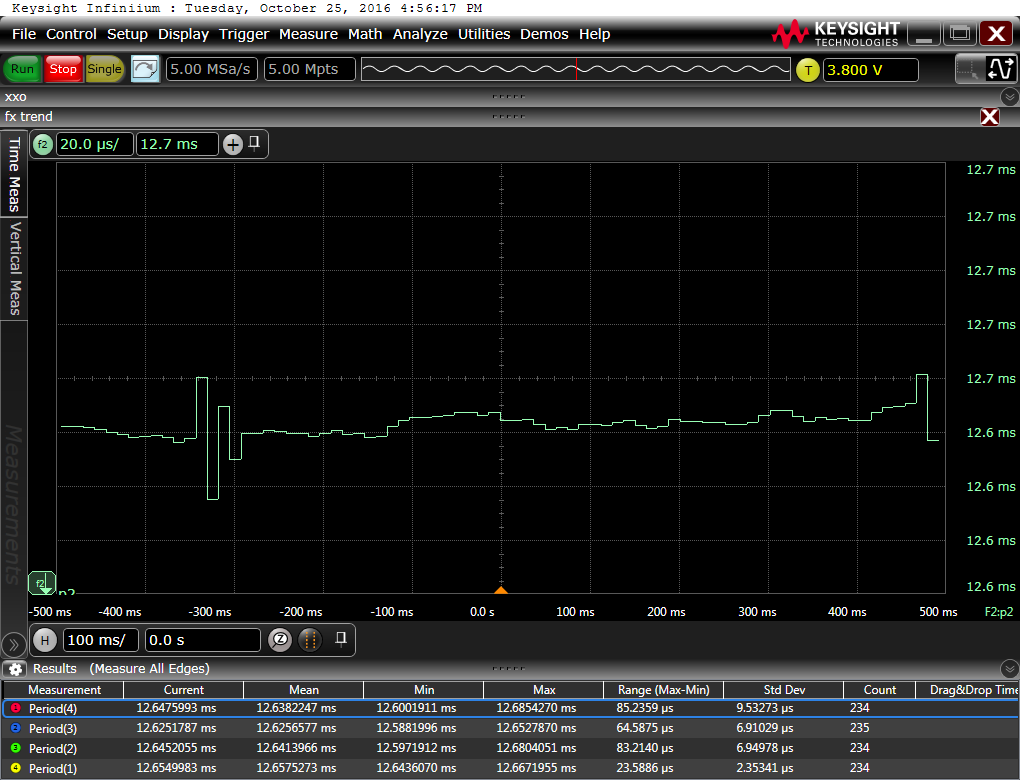 Keysight Infiniium : Tuesday, October 25, 2016 4:56:17 PM
File Control Setup Display Trigger Measure Math Analyze Utilities Demos Help
KEYSIGHT
TECHNOLOGIES
Run Stop Single 5.00 MSa/s 5.00 Mpts T 3.800 V
xxo
fx trend
f2 20.0 µs/ 12.7 ms
Time Meas
Vertical Meas
Measurements
12.7 ms
12.7 ms
12.7 ms
12.7 ms
12.7 ms
12.6 ms
12.6 ms
12.6 ms
12.6 ms
f2
p2
-500 ms -400 ms -300 ms -200 ms -100 ms 0.0 s 100 ms 200 ms 300 ms 400 ms 500 ms F2:p2
H 100 ms/ 0.0 s
Results (Measure All Edges)
Measurement Current Mean Min Max Range (Max-Min) Std Dev Count Drag&Drop Time
1 Period(4) 12.6475993 ms 12.6382247 ms 12.6001911 ms 12.6854270 ms 85.2359 µs 9.53273 µs 234
2 Period(3) 12.6251787 ms 12.6256577 ms 12.5881996 ms 12.6527870 ms 64.5875 µs 6.91029 µs 235
3 Period(2) 12.6452055 ms 12.6413966 ms 12.5971912 ms 12.6804051 ms 83.2140 µs 6.94978 µs 234
4 Period(1) 12.6549983 ms 12.6575273 ms 12.6436070 ms 12.6671955 ms 23.5886 µs 2.35341 µs 234